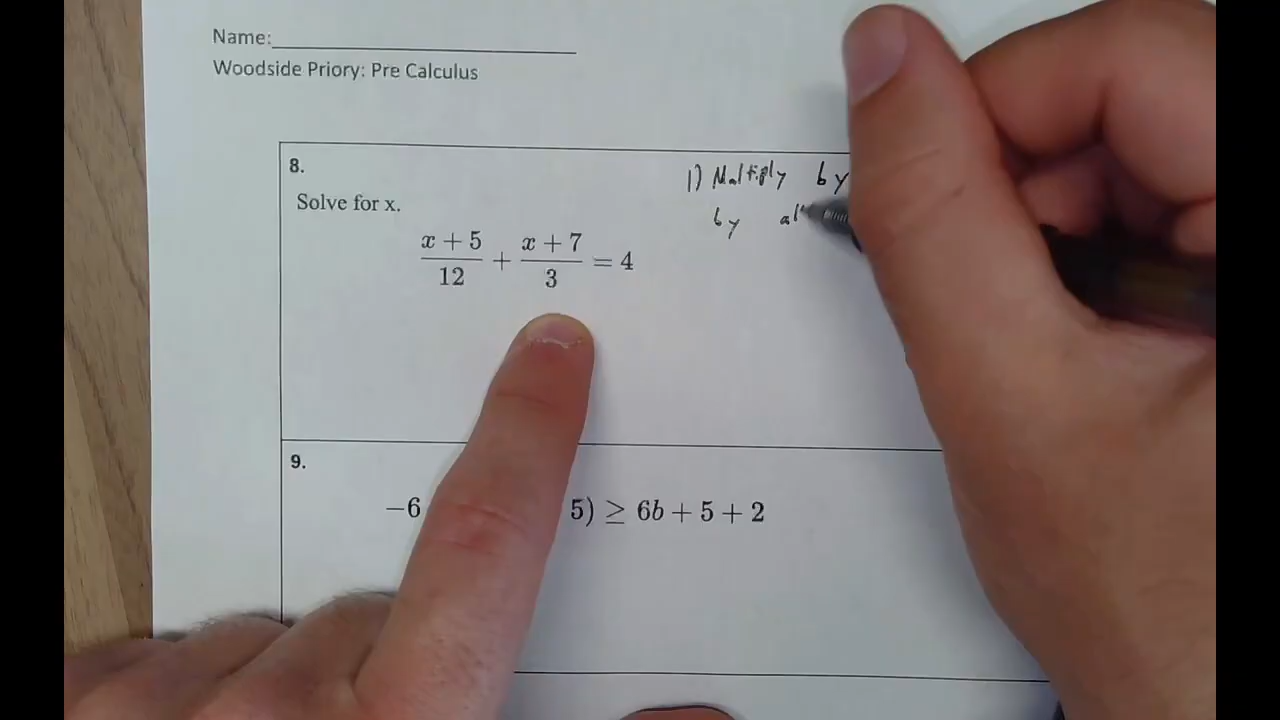 Name:
Woodside Priory: Pre Calculus
8.
1) Multiply by
Solve for x.
by
x + 5 / 12 + x + 7 / 3 = 4
9.
−6 5) ≥ 6b + 5 + 2